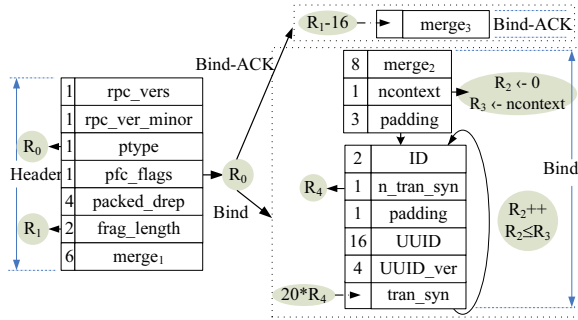 R1-16
merge3
Bind-ACK
Bind-ACK
8 merge2
1 ncontext
3 padding
R2 <- 0
R3 <- ncontext
Header
1 rpc_vers
1 rpc_ver_minor
1 ptype
1 pfc_flags
4 packed_drep
2 frag_length
6 merge1
R0
R1
R0
Bind
2 ID
1 n_tran_syn
1 padding
16 UUID
4 UUID_ver
tran_syn
R4
20*R4
R2++
R2≤R3
Bind